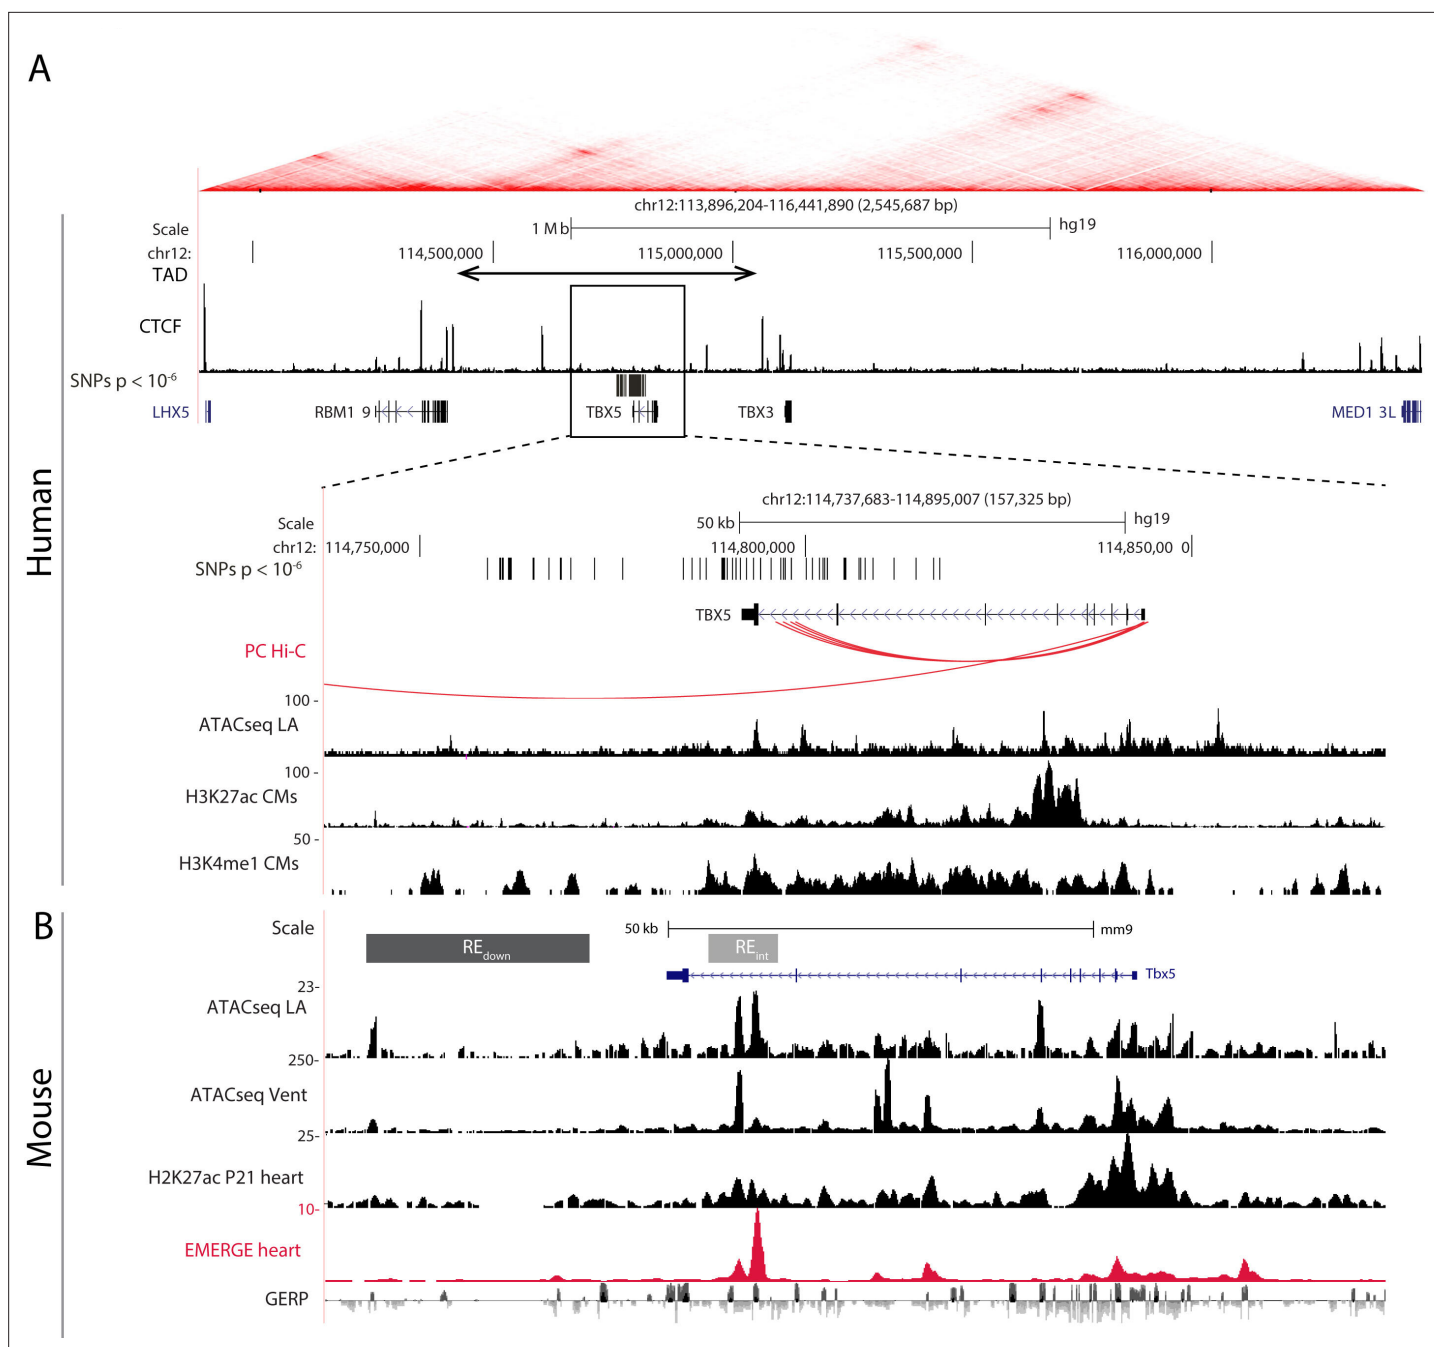 A
chr12:113,896,204-116,441,890 (2,545,687 bp)
Scale 1 Mb hg19
chr12: 114,500,000 115,000,000 115,500,000 116,000,000
TAD
CTCF
SNPs p < 10-6
LHX5 RBM1 9 TBX5 TBX3 MED1 3L
Human
chr12:114,737,683-114,895,007 (157,325 bp)
Scale 50 kb hg19
chr12: 114,750,000 114,800,000 114,850,00 0
SNPs p < 10-6
TBX5
PC Hi-C
100 -
ATACseq LA
100 -
H3K27ac CMs
50 -
H3K4me1 CMs
B
Scale 50 kb mm9
REdown REint
Tbx5
23-
ATACseq LA
250-
ATACseq Vent
25-
H2K27ac P21 heart
10-
EMERGE heart
GERP
Mouse